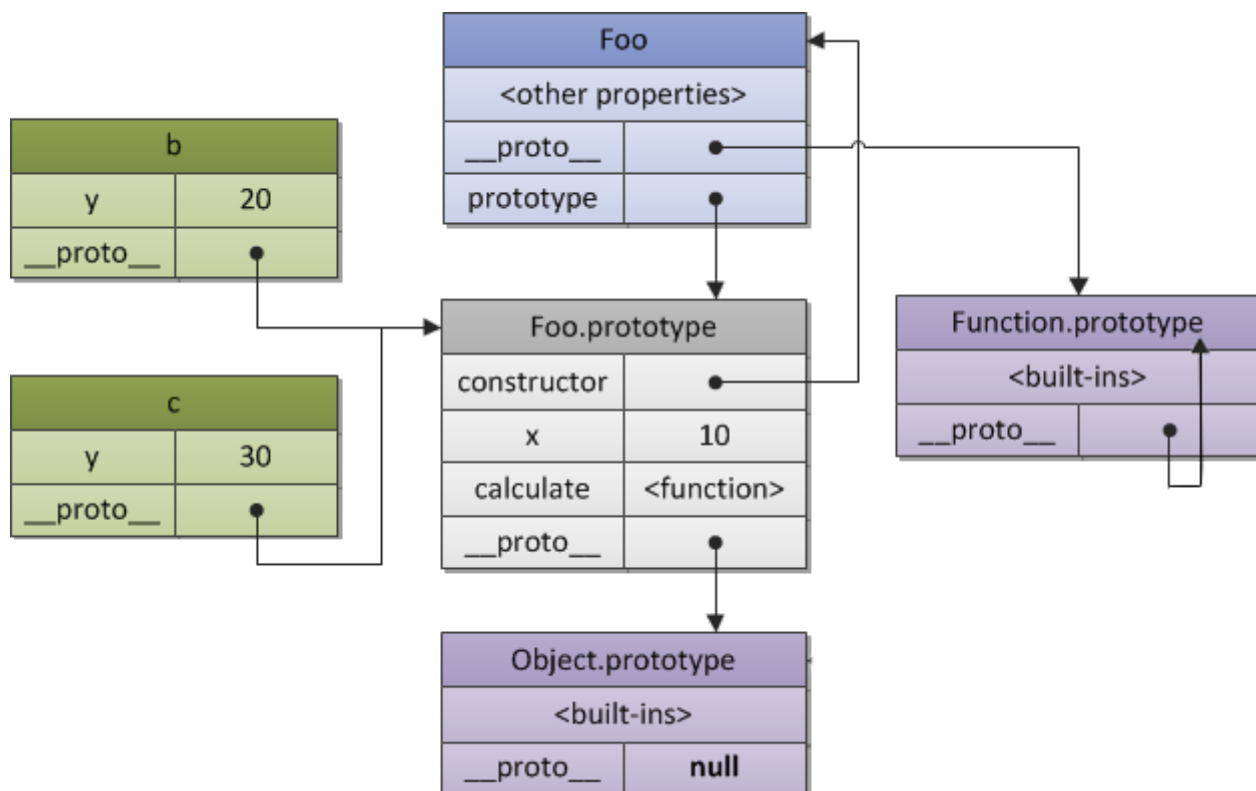 Foo
<other properties>
__proto__
prototype
b
y 20
__proto__
c
y 30
__proto__
Foo.prototype
constructor
x 10
calculate <function>
__proto__
Function.prototype
<built-ins>
__proto__
Object.prototype
<built-ins>
__proto__ null